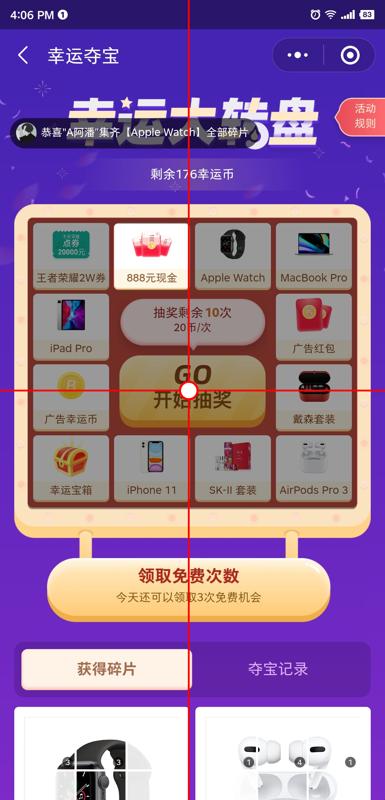 4:06 PM
83
幸运夺宝
幸运大转盘
活动
规则
恭喜"A阿潘"集齐【Apple Watch】全部碎片
剩余176幸运币
点券
20000元
王者荣耀2W券
888元现金
Apple Watch
MacBook Pro
抽奖剩余10次
20币/次
iPad Pro
广告红包
GO
开始抽奖
广告幸运币
戴森套装
幸运宝箱
iPhone 11
SK-II 套装
AirPods Pro 3
领取免费次数
今天还可以领取3次免费机会
获得碎片
夺宝记录
3
3
1
4
1